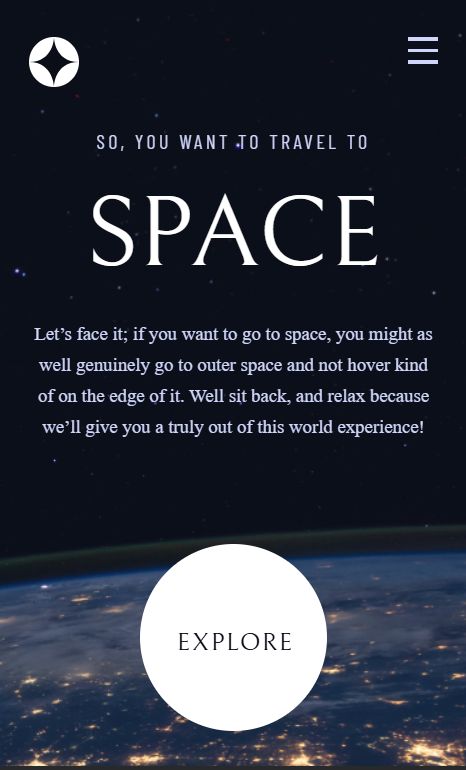 SO, YOU WANT TO TRAVEL TO
SPACE
Let’s face it; if you want to go to space, you might as
well genuinely go to outer space and not hover kind
of on the edge of it. Well sit back, and relax because
we’ll give you a truly out of this world experience!
EXPLORE